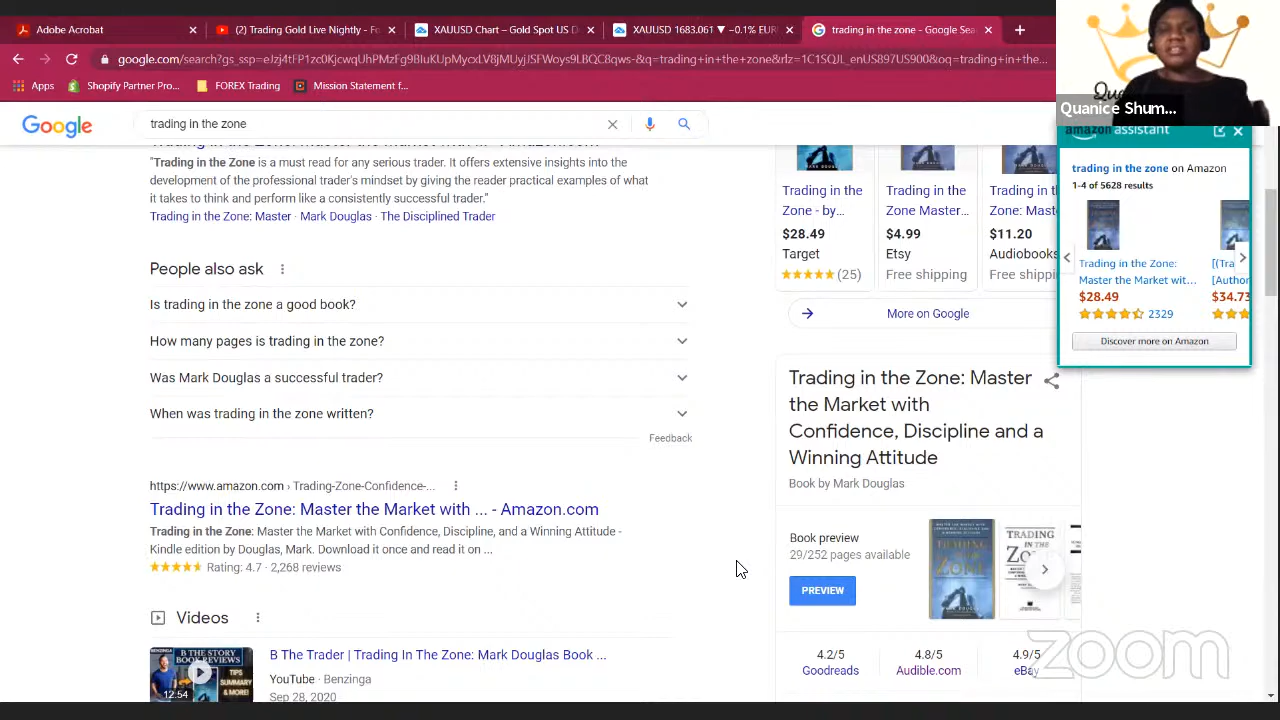 Adobe Acrobat
(2) Trading Gold Live Nightly - Fo
XAUUSD Chart – Gold Spot US D
XAUUSD 1683.061 ▼ −0.1% EUR
trading in the zone - Google Sea
google.com/search?gs_ssp=eJzj4tFP1zc0KjcwqUhPMzFg9BIuKUpMycxLV8jMUyjJSFWoys9LBQC8qws-&q=trading+in+the+zone&rlz=1C1SQJL_enUS897US900&oq=trading+in+the...
Apps
Shopify Partner Pro...
FOREX Trading
Mission Statement f...
Quanice Shum...
Google
trading in the zone
"Trading in the Zone is a must read for any serious trader. It offers extensive insights into the
development of the professional trader's mindset by giving the reader practical examples of what
it takes to think and perform like a consistently successful trader."
Trading in the Zone: Master · Mark Douglas · The Disciplined Trader
People also ask
Is trading in the zone a good book?
How many pages is trading in the zone?
Was Mark Douglas a successful trader?
When was trading in the zone written?
Feedback
https://www.amazon.com › Trading-Zone-Confidence-...
Trading in the Zone: Master the Market with ... - Amazon.com
Trading in the Zone: Master the Market with Confidence, Discipline, and a Winning Attitude -
Kindle edition by Douglas, Mark. Download it once and read it on ...
Rating: 4.7 · 2,268 reviews
Videos
B The Trader | Trading In The Zone: Mark Douglas Book ...
YouTube · Benzinga
Sep 28, 2020
BENZINGA
B THE STORY
BOOK REVIEWS
TIPS
SUMMARY
& MORE!
12:54
Trading in the
Zone - by...
$28.49
Target
(25)
Trading in the
Zone Master...
$4.99
Etsy
Free shipping
Trading in the
Zone: Mast
$11.20
Audiobooks
Free shippin
More on Google
Trading in the Zone: Master
the Market with
Confidence, Discipline and a
Winning Attitude
Book by Mark Douglas
Book preview
29/252 pages available
PREVIEW
TRADING
IN THE
ZONE
4.2/5
Goodreads
4.8/5
Audible.com
4.9/5
eBay
amazon assistant
trading in the zone on Amazon
1-4 of 5628 results
Trading in the Zone:
Master the Market wit...
$28.49
2329
[(Tra
[Author
$34.73
Discover more on Amazon
zoom